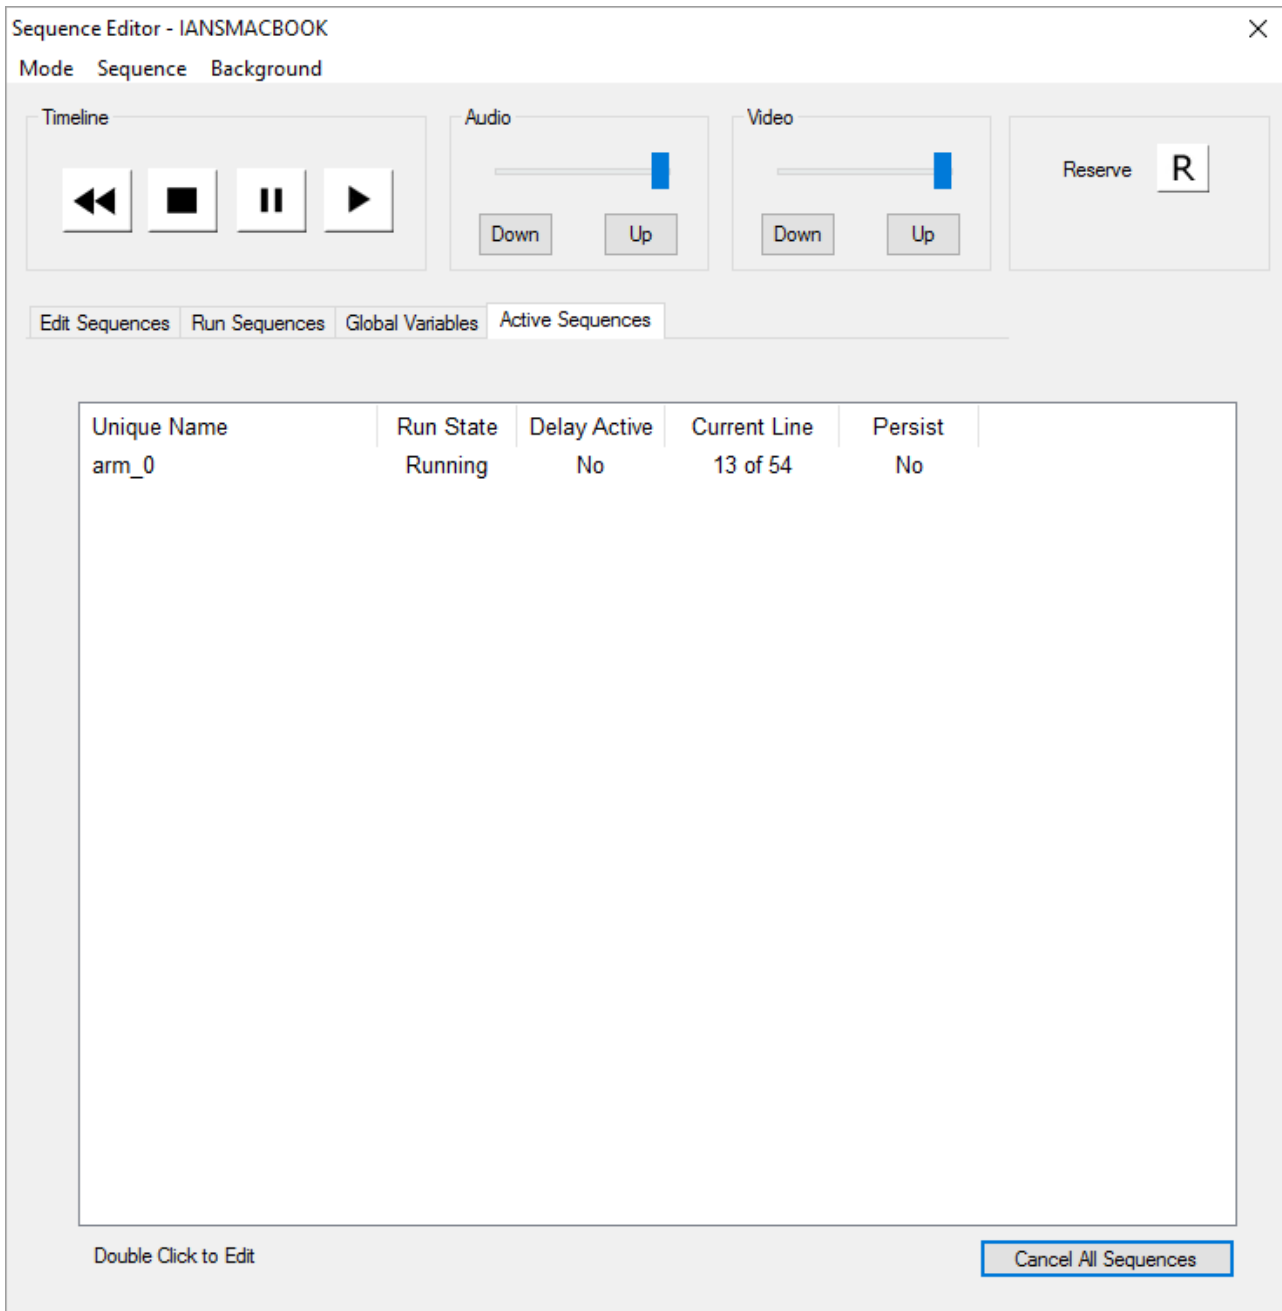 Sequence Editor - IANSMACBOOK
Mode Sequence Background
Timeline Audio Video
Reserve R
Down Up Down Up
Edit Sequences Run Sequences Global Variables Active Sequences
Unique Name Run State Delay Active Current Line Persist
arm_0 Running No 13 of 54 No
Double Click to Edit Cancel All Sequences